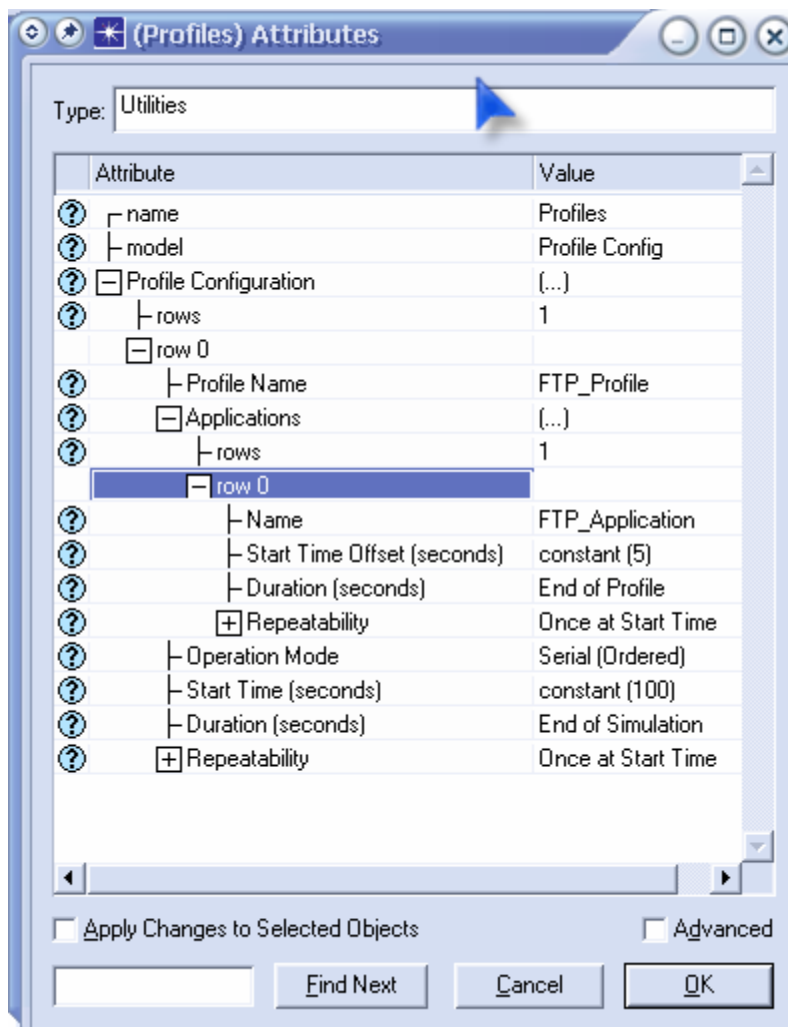 (Profiles) Attributes
Type: Utilities
Attribute Value
name Profiles
model Profile Config
Profile Configuration (...)
rows 1
row 0
Profile Name FTP_Profile
Applications (...)
rows 1
row 0
Name FTP_Application
Start Time Offset (seconds) constant (5)
Duration (seconds) End of Profile
Repeatability Once at Start Time
Operation Mode Serial (Ordered)
Start Time (seconds) constant (100)
Duration (seconds) End of Simulation
Repeatability Once at Start Time
Apply Changes to Selected Objects Advanced
Find Next Cancel OK